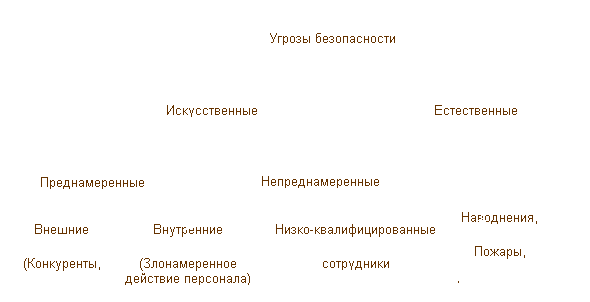 Угрозы безопасности
Искусственные Естественные
Преднамеренные Непреднамеренные
Внешние Внутренние Низко-квалифицированные Наводнения,
(Конкуренты, (Злонамеренное сотрудники Пожары,
действие персонала)